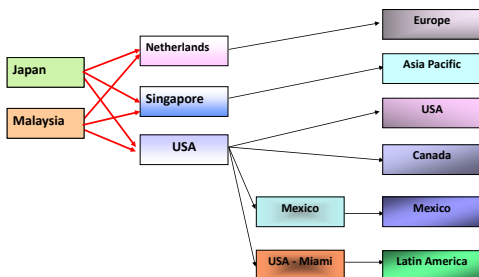 Europe
Netherlands
Japan
Asia Pacific
Singapore
Malaysia
USA
USA
Canada
Mexico
Mexico
USA - Miami
Latin America